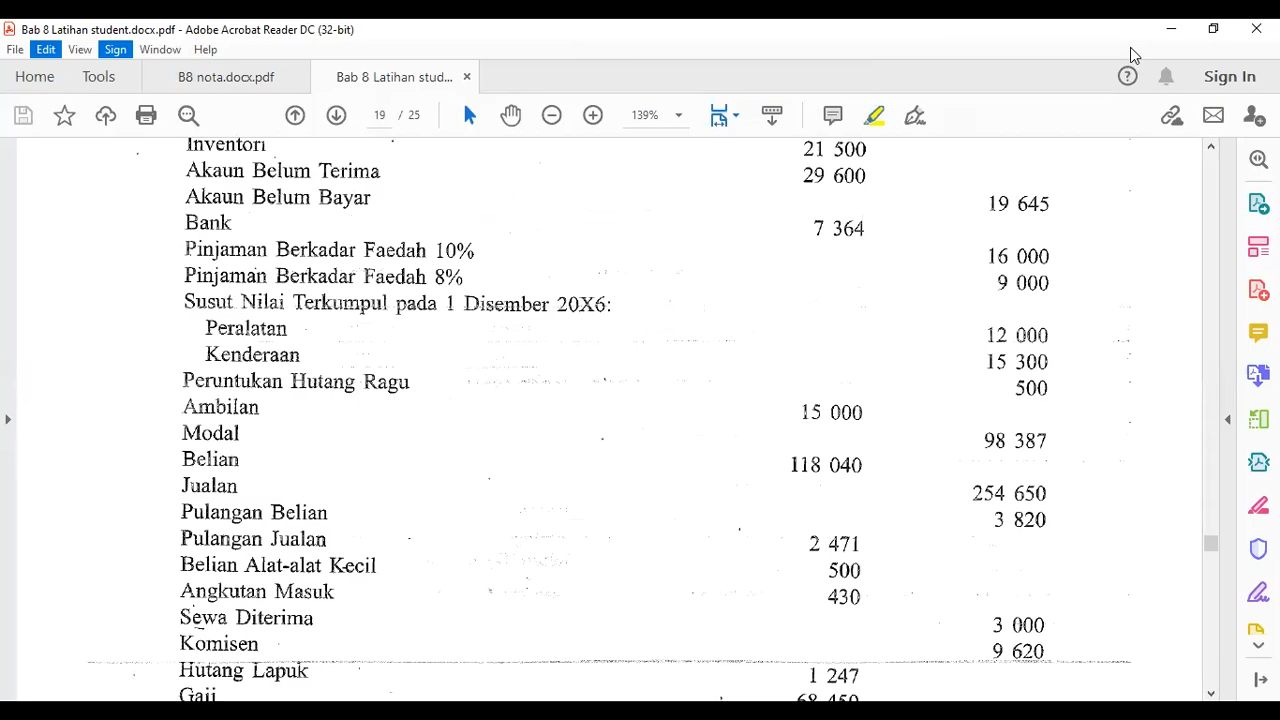 Bab 8 Latihan student.docx.pdf - Adobe Acrobat Reader DC (32-bit)
File Edit View Sign Window Help
Home Tools B8 nota.docx.pdf Bab 8 Latihan stud... × Sign In
19 / 25 139%
Inventori 21 500
Akaun Belum Terima 29 600
Akaun Belum Bayar 19 645
Bank 7 364
Pinjaman Berkadar Faedah 10% 16 000
Pinjaman Berkadar Faedah 8% 9 000
Susut Nilai Terkumpul pada 1 Disember 20X6:
Peralatan 12 000
Kenderaan 15 300
Peruntukan Hutang Ragu 500
Ambilan 15 000
Modal 98 387
Belian 118 040
Jualan 254 650
Pulangan Belian 3 820
Pulangan Jualan 2 471
Belian Alat-alat Kecil 500
Angkutan Masuk 430
Sewa Diterima 3 000
Komisen 9 620
Hutang Lapuk 1 247
Gaji 68 450